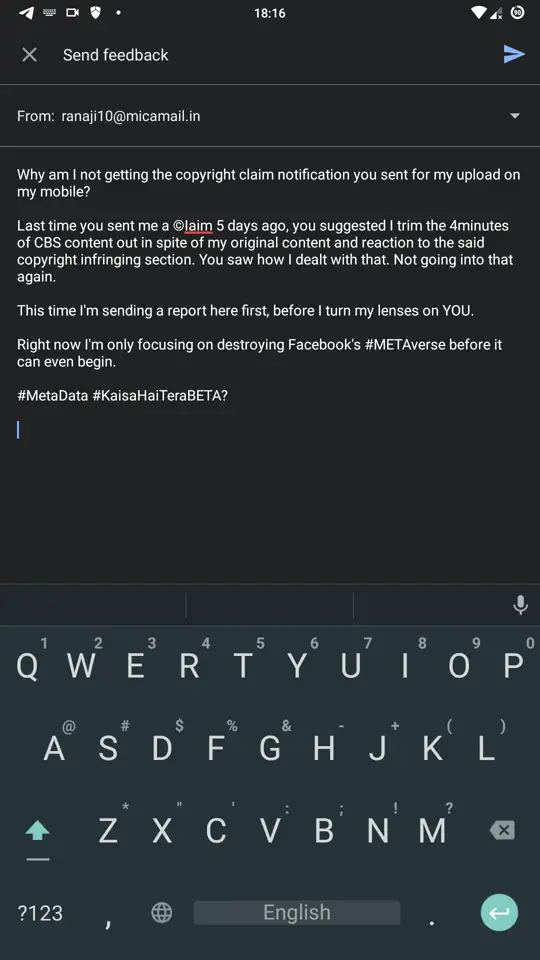 18:16
90
Send feedback
From: ranaji10@micamail.in
Why am I not getting the copyright claim notification you sent for my upload on
my mobile?
Last time you sent me a ©laim 5 days ago, you suggested I trim the 4minutes
of CBS content out in spite of my original content and reaction to the said
copyright infringing section. You saw how I dealt with that. Not going into that
again.
This time I'm sending a report here first, before I turn my lenses on YOU.
Right now I'm only focusing on destroying Facebook's #METAverse before it
can even begin.
#MetaData #KaisaHaiTeraBETA?
1 2 3 4 5 6 7 8 9 0
Q W E R T Y U I O P
@ # $ % & - + ( )
A S D F G H J K L
* " ' : ; ! ?
Z X C V B N M
?123 , English .